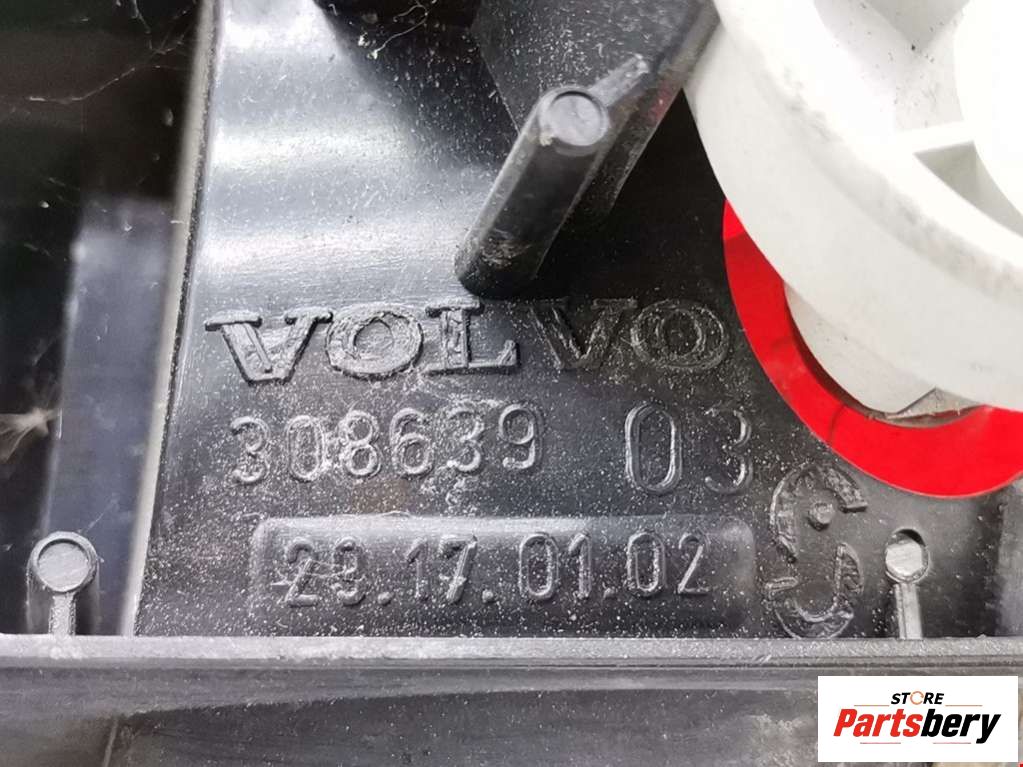 VOLVO
308639 03
29.17.01.02
STORE
Partsbery